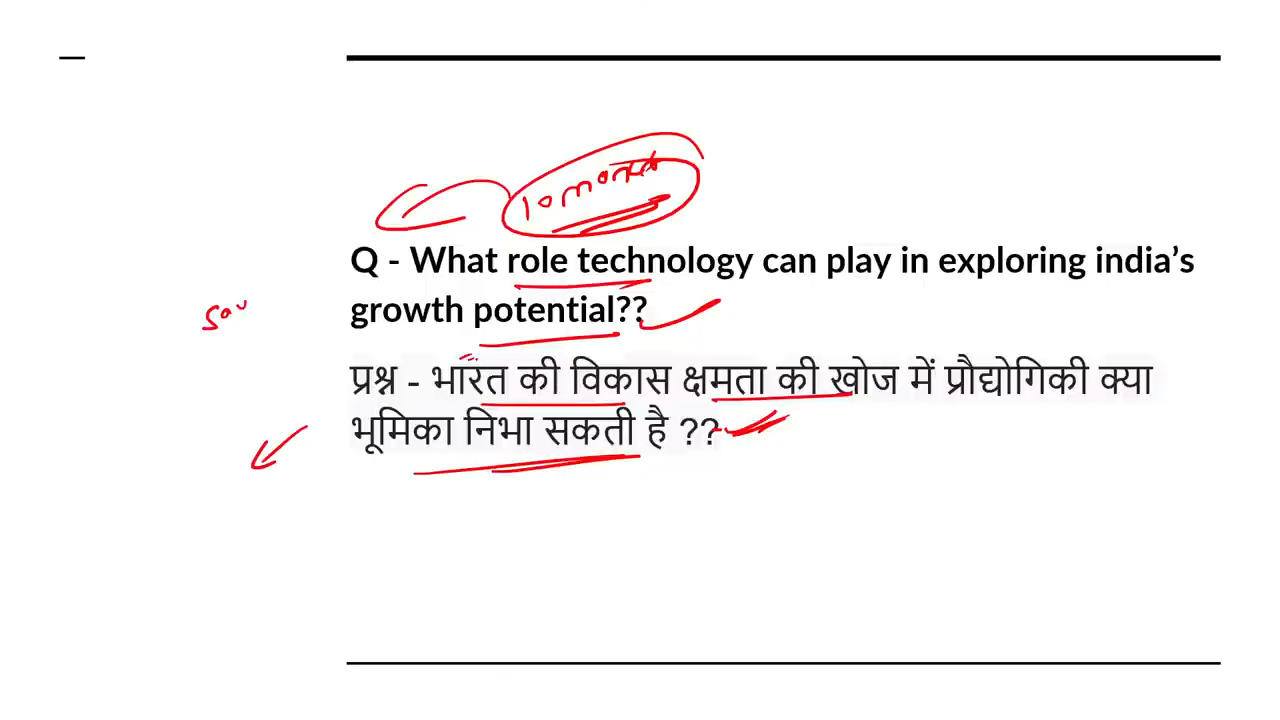 10 marks
Q - What role technology can play in exploring india’s
growth potential??
प्रश्न - भारत की विकास क्षमता की खोज में प्रौद्योगिकी क्या
भूमिका निभा सकती है ??